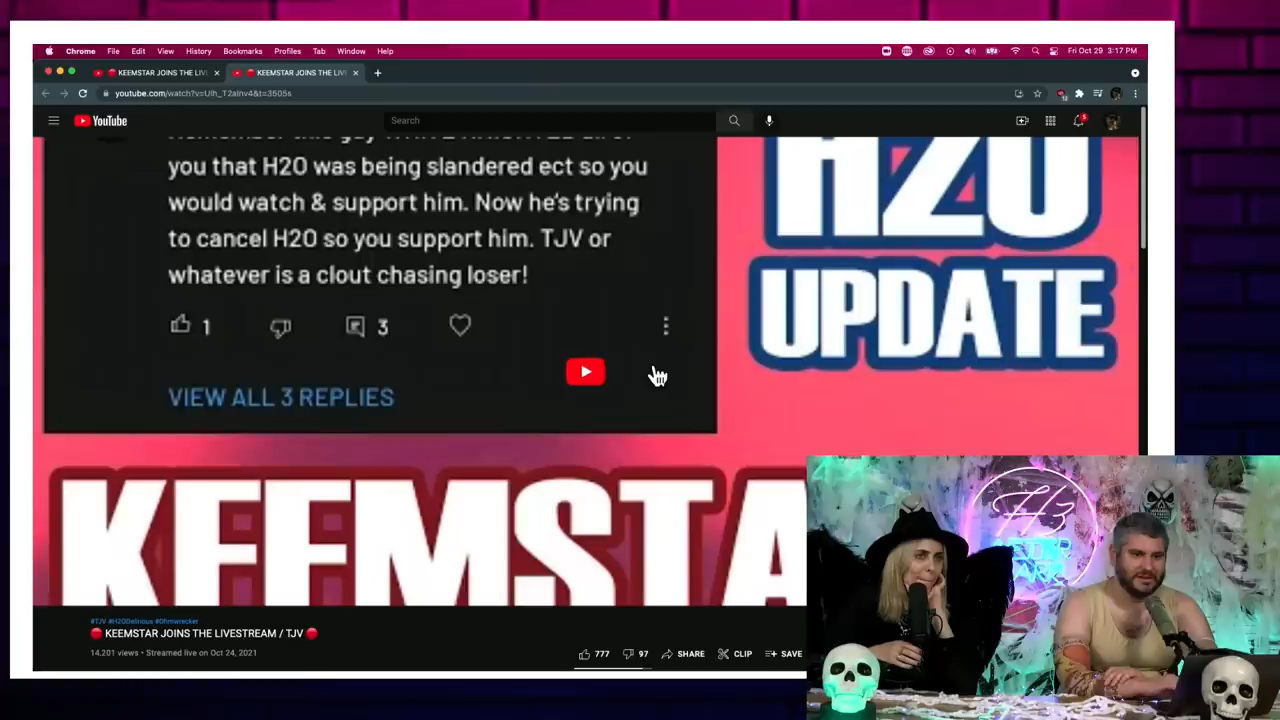 Chrome File Edit View History Bookmarks Profiles Tab Window Help
Fri Oct 29 3:17 PM
KEEMSTAR JOINS THE LIV
KEEMSTAR JOINS THE LIV
youtube.com/watch?v=Ulh_T2alnv4&t=3505s
YouTube
Search
5
you that H2O was being slandered ect so you
would watch & support him. Now he's trying
to cancel H2O so you support him. TJV or
whatever is a clout chasing loser!
1
3
VIEW ALL 3 REPLIES
H2O
UPDATE
KEEMSTA
#TJV #H2ODelirious #Ohmwrecker
KEEMSTAR JOINS THE LIVESTREAM / TJV
14,201 views • Streamed live on Oct 24, 2021
777
97
SHARE
CLIP
SAVE
H3